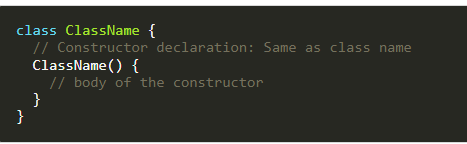 class ClassName {
  // Constructor declaration: Same as class name
  ClassName() {
    // body of the constructor
  }
}